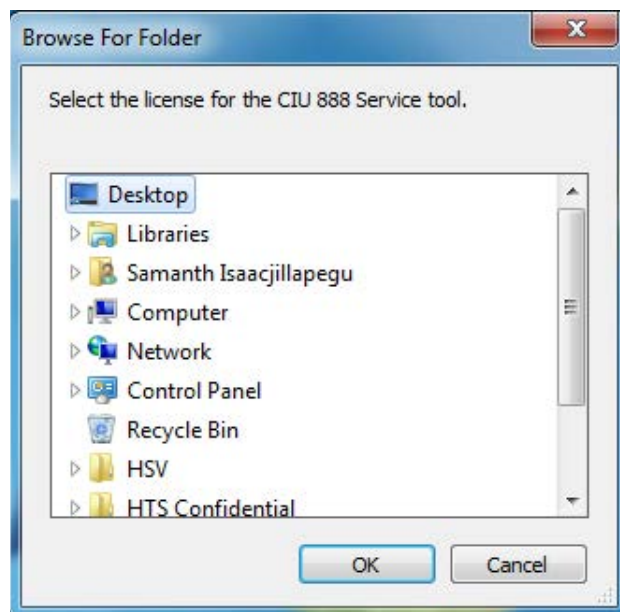 Browse For Folder
Select the license for the CIU 888 Service tool.
Desktop
Libraries
Samanth Isaacjillapegu
Computer
Network
Control Panel
Recycle Bin
HSV
HTS Confidential
OK
Cancel